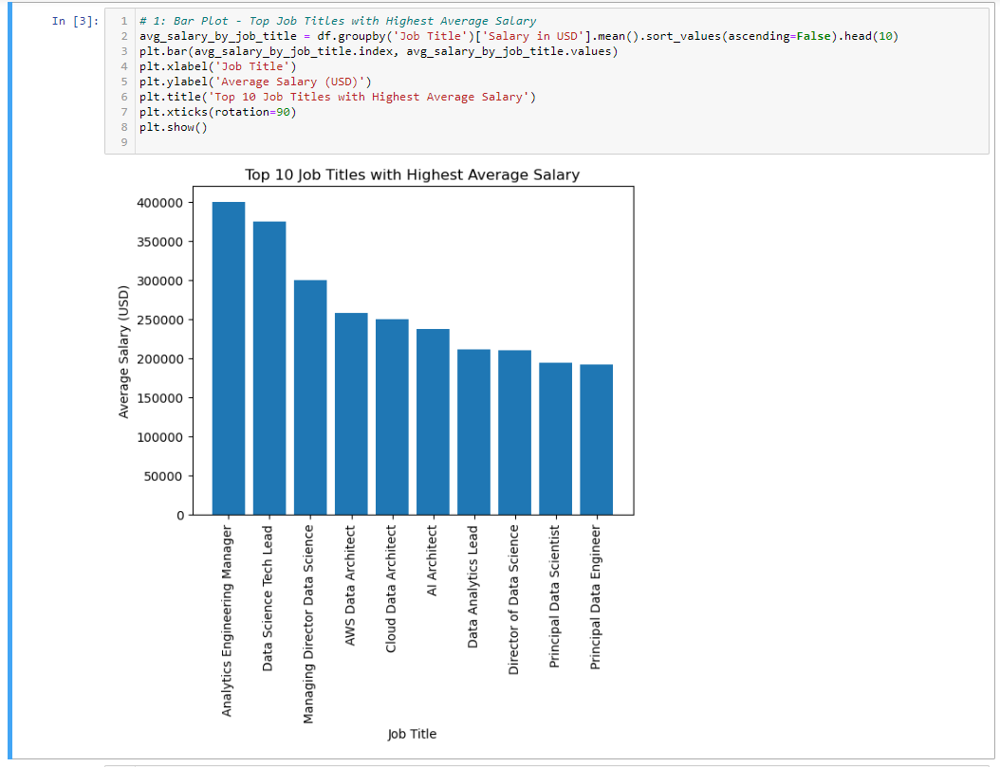 In [3]:
1 # 1: Bar Plot - Top Job Titles with Highest Average Salary
2 avg_salary_by_job_title = df.groupby('Job Title')['Salary in USD'].mean().sort_values(ascending=False).head(10)
3 plt.bar(avg_salary_by_job_title.index, avg_salary_by_job_title.values)
4 plt.xlabel('Job Title')
5 plt.ylabel('Average Salary (USD)')
6 plt.title('Top 10 Job Titles with Highest Average Salary')
7 plt.xticks(rotation=90)
8 plt.show()
9
Top 10 Job Titles with Highest Average Salary
Average Salary (USD)
400000
350000
300000
250000
200000
150000
100000
50000
0
Analytics Engineering Manager
Data Science Tech Lead
Managing Director Data Science
AWS Data Architect
Cloud Data Architect
AI Architect
Data Analytics Lead
Director of Data Science
Principal Data Scientist
Principal Data Engineer
Job Title